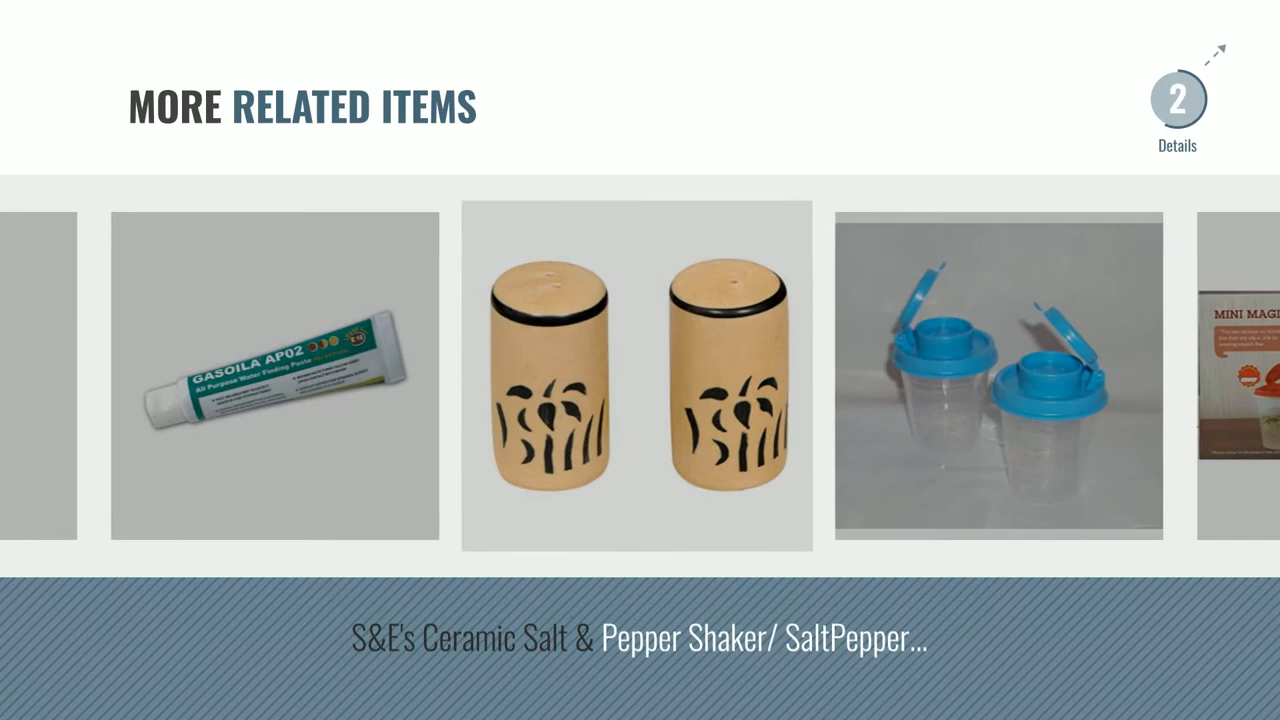 MORE RELATED ITEMS
2
Details
GASOILA AP02
All Purpose Water Finding Paste
MINI MAGI
S&E's Ceramic Salt & Pepper Shaker/ SaltPepper...